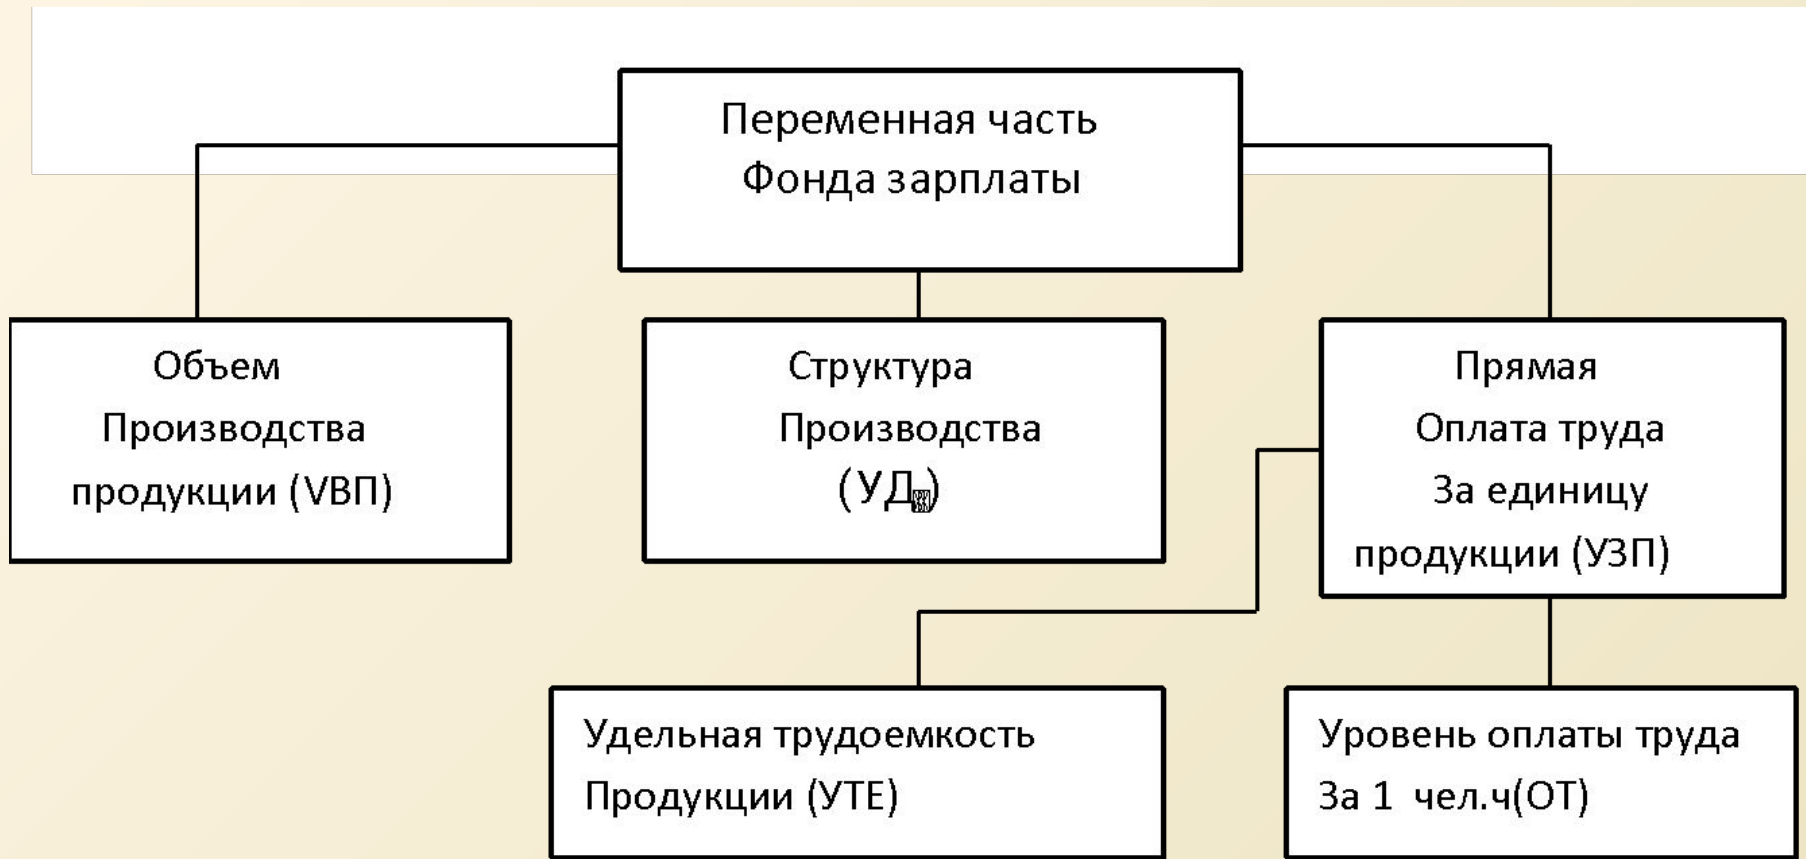 Переменная часть
Фонда зарплаты
Объем
Производства
продукции (VВП)
Структура
Производства
(УД)
Прямая
Оплата труда
За единицу
продукции (УЗП)
Удельная трудоемкость
Продукции (УТЕ)
Уровень оплаты труда
За 1 чел.ч(ОТ)